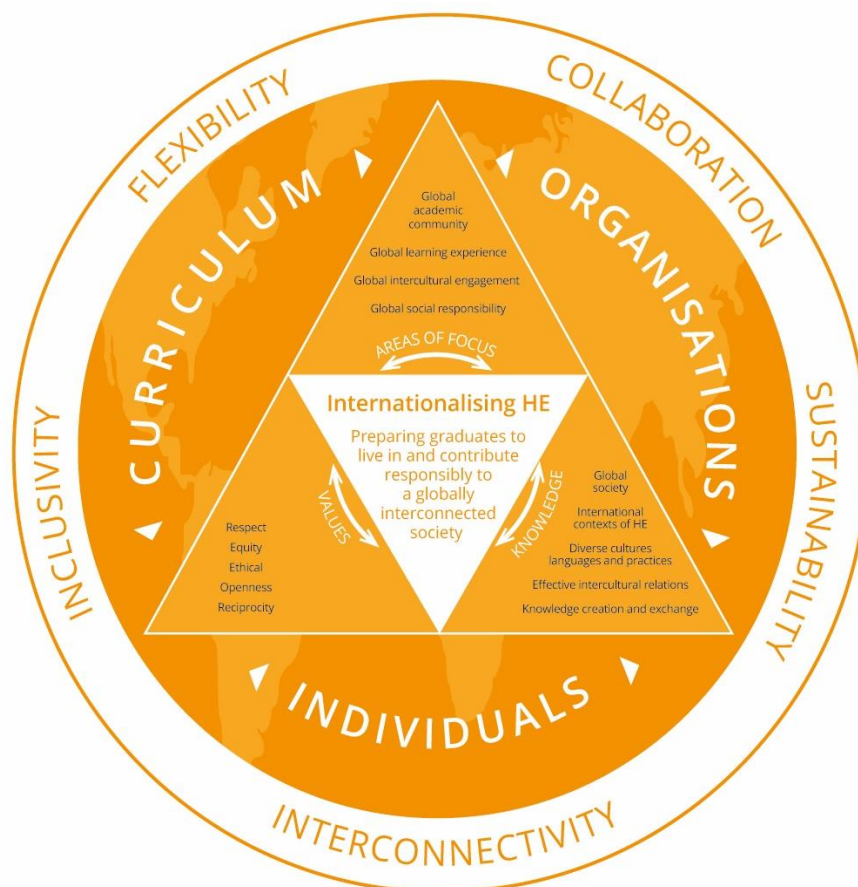 FLEXIBILITY
COLLABORATION
SUSTAINABILITY
INTERCONNECTIVITY
INCLUSIVITY
CURRICULUM
ORGANISATIONS
INDIVIDUALS
Global
academic
community
Global learning experience
Global intercultural engagement
Global social responsibility
AREAS OF FOCUS
Internationalising HE
Preparing graduates to
live in and contribute
responsibly to
a globally
interconnected
society
VALUES
Respect
Equity
Ethical
Openness
Reciprocity
KNOWLEDGE
Global
society
International
contexts of HE
Diverse cultures
languages and practices
Effective intercultural relations
Knowledge creation and exchange